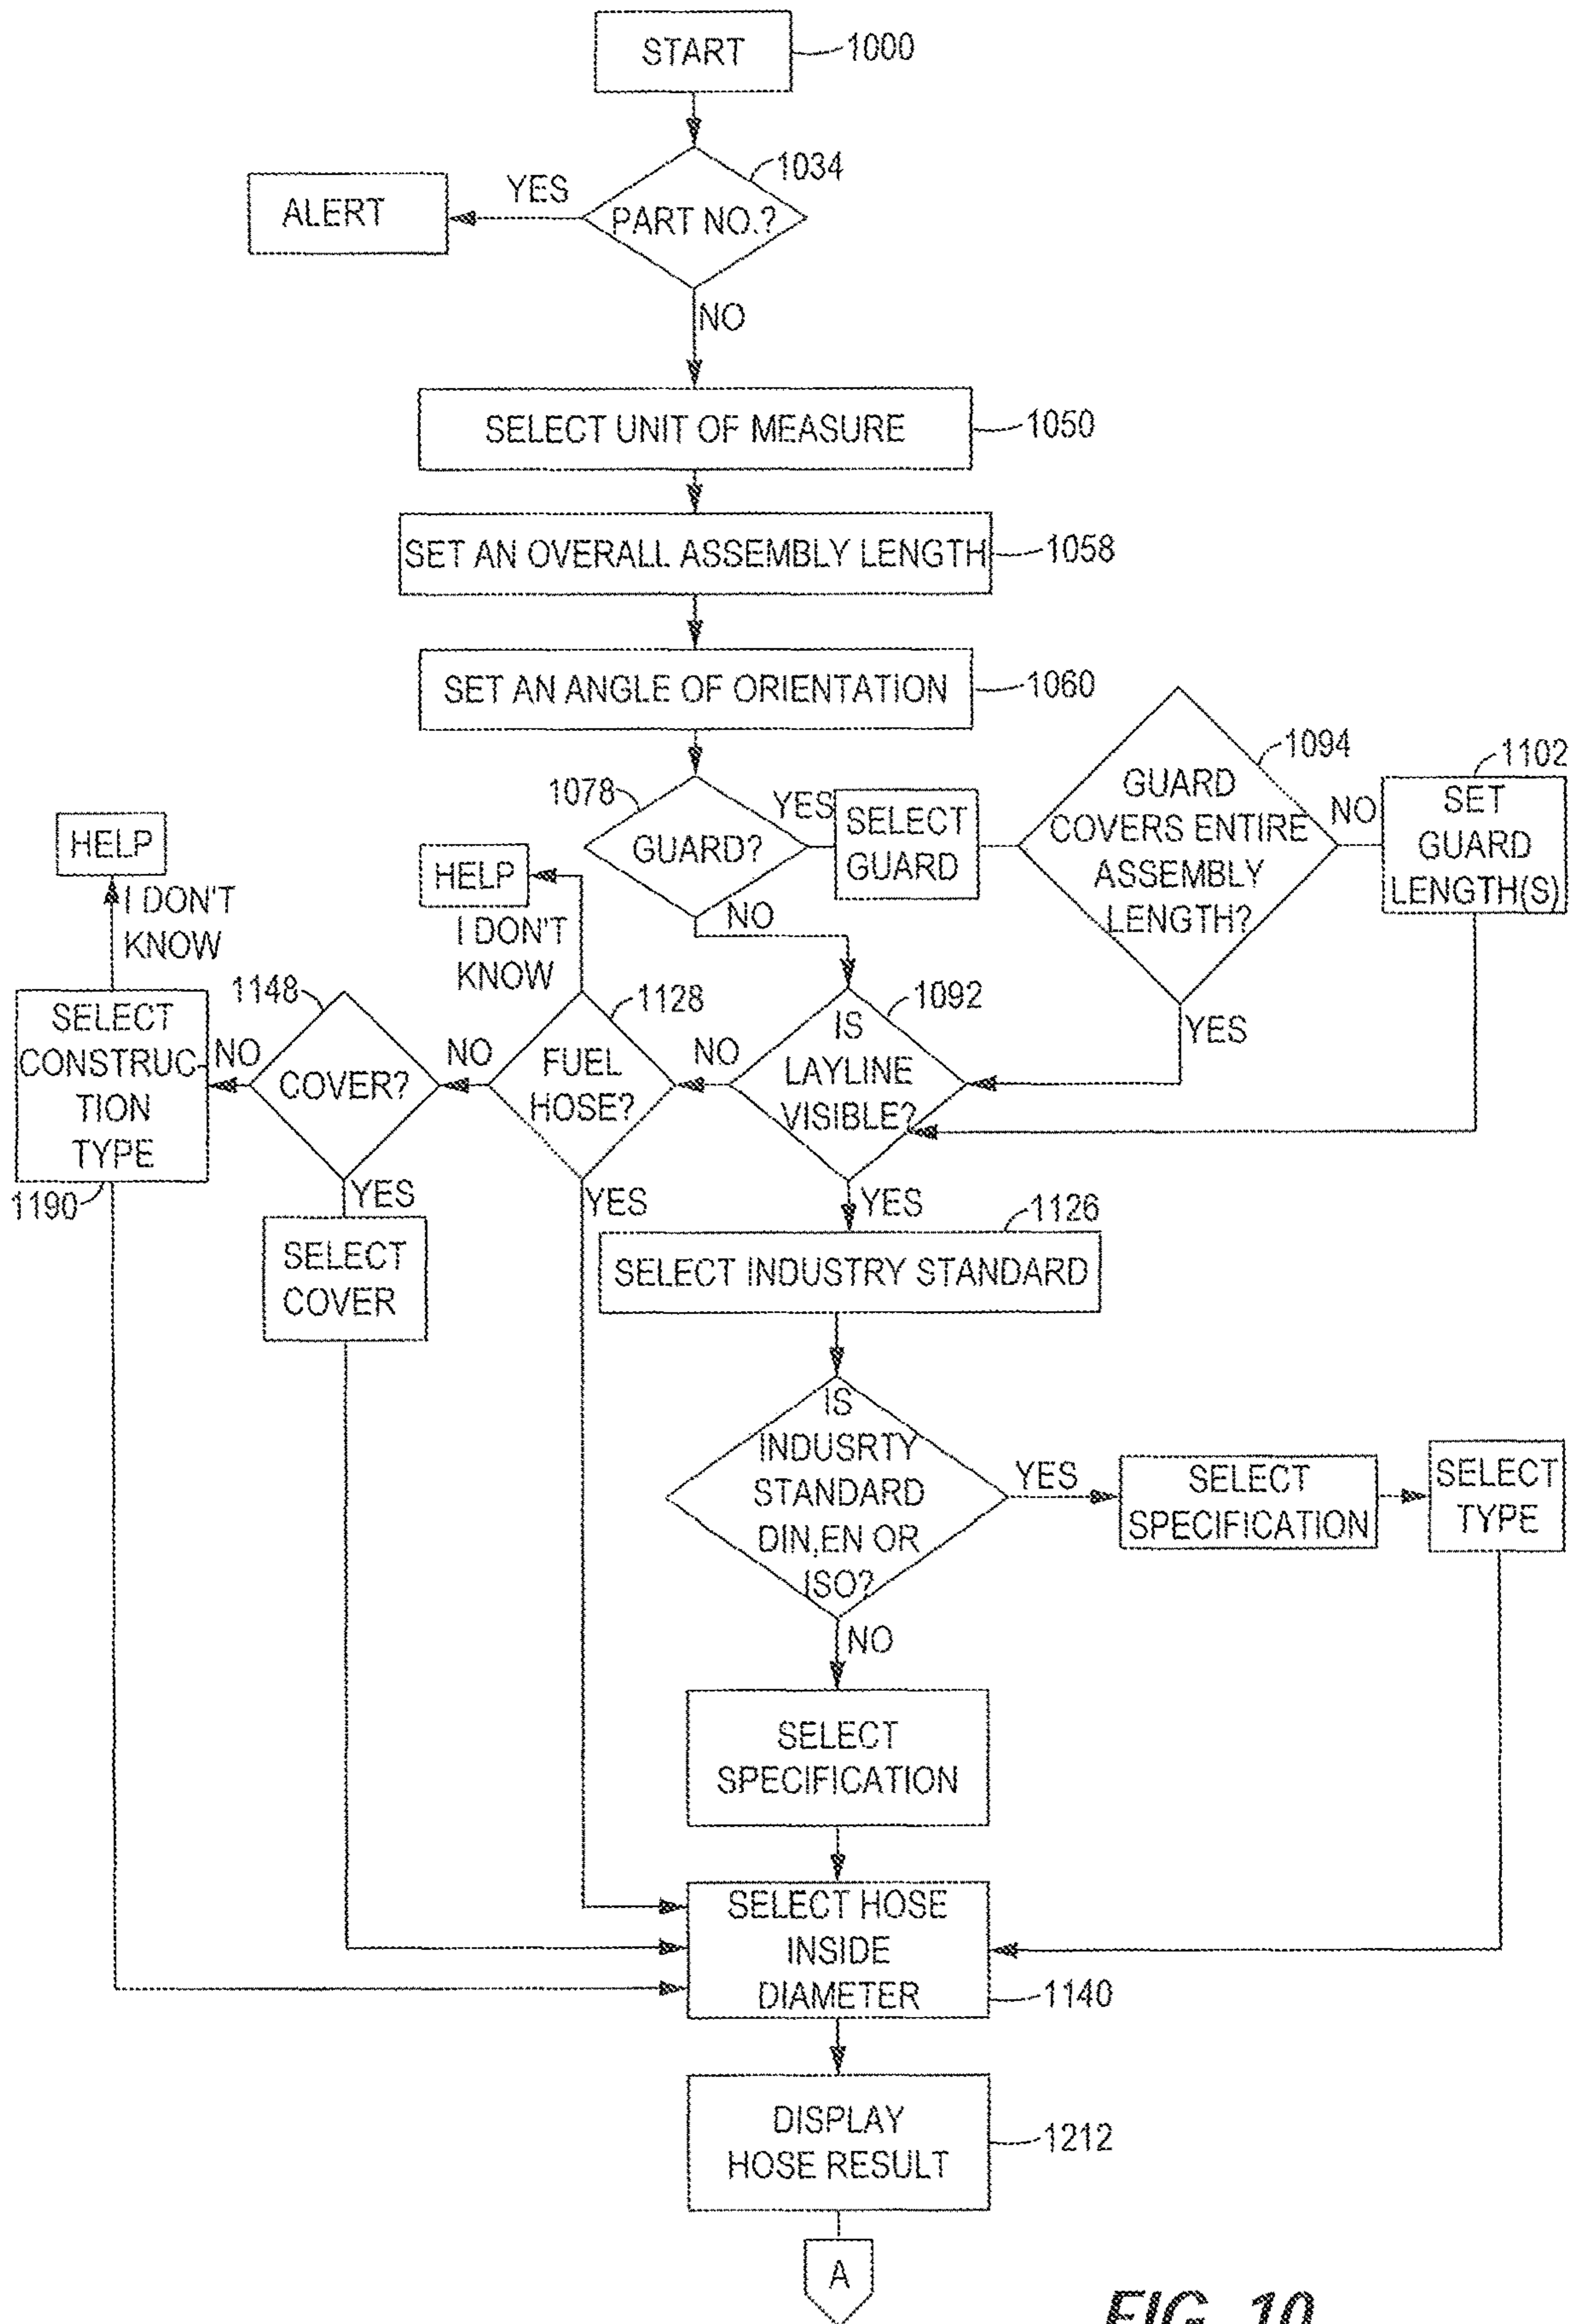 START
1000
1034
YES
ALERT
PART NO.?
NO
SELECT UNIT OF MEASURE
1050
SET AN OVERALL ASSEMBLY LENGTH
1058
SET AN ANGLE OF ORIENTATION
1060
1078
GUARD?
YES
SELECT
GUARD
1094
GUARD
COVERS ENTIRE
ASSEMBLY
LENGTH?
NO
1102
SET
GUARD
LENGTH(S)
YES
NO
HELP
I DON'T
KNOW
HELP
I DON'T
KNOW
1092
IS
LAYLINE
VISIBLE?
NO
1128
FUEL
HOSE?
NO
1148
COVER?
NO
SELECT
CONSTRUC-
TION
TYPE
1190
YES
SELECT
COVER
YES
YES
1126
SELECT INDUSTRY STANDARD
IS
INDUSRTY
STANDARD
DIN,EN OR
ISO?
YES
SELECT
SPECIFICATION
SELECT
TYPE
NO
SELECT
SPECIFICATION
SELECT HOSE
INSIDE
DIAMETER
1140
DISPLAY
HOSE RESULT
1212
A
FIG. 10